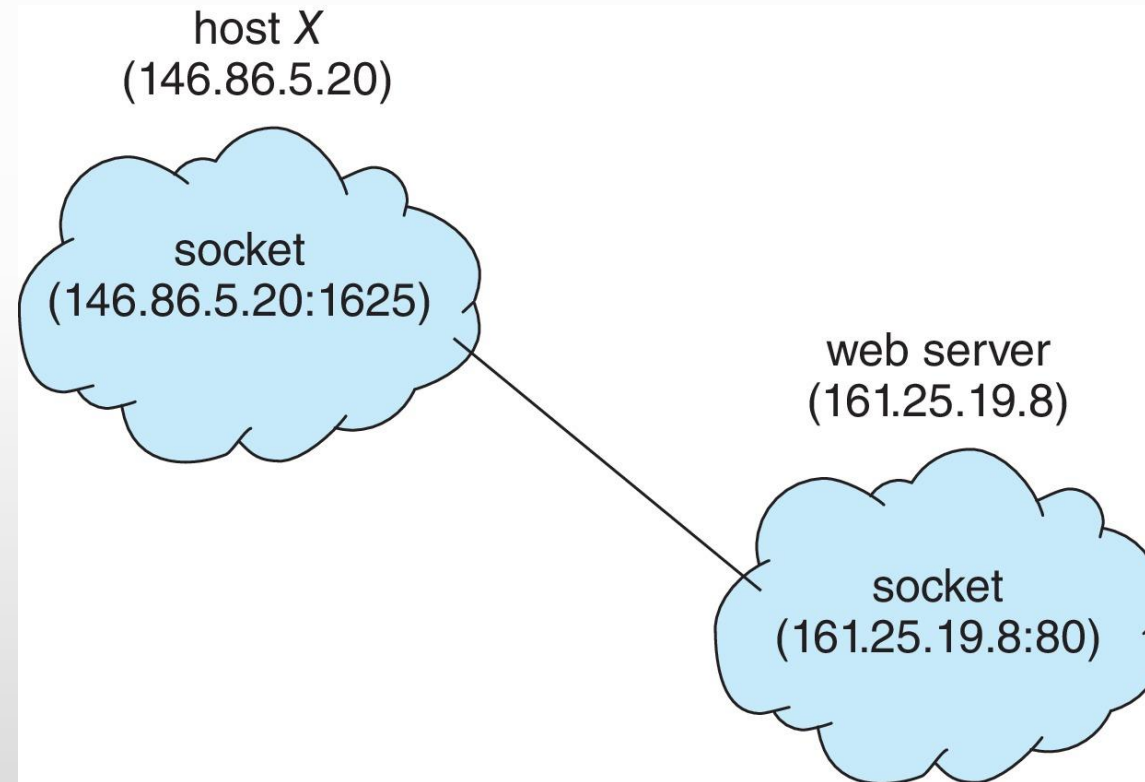 host X
(146.86.5.20)
socket
(146.86.5.20:1625)
web server
(161.25.19.8)
socket
(161.25.19.8:80)